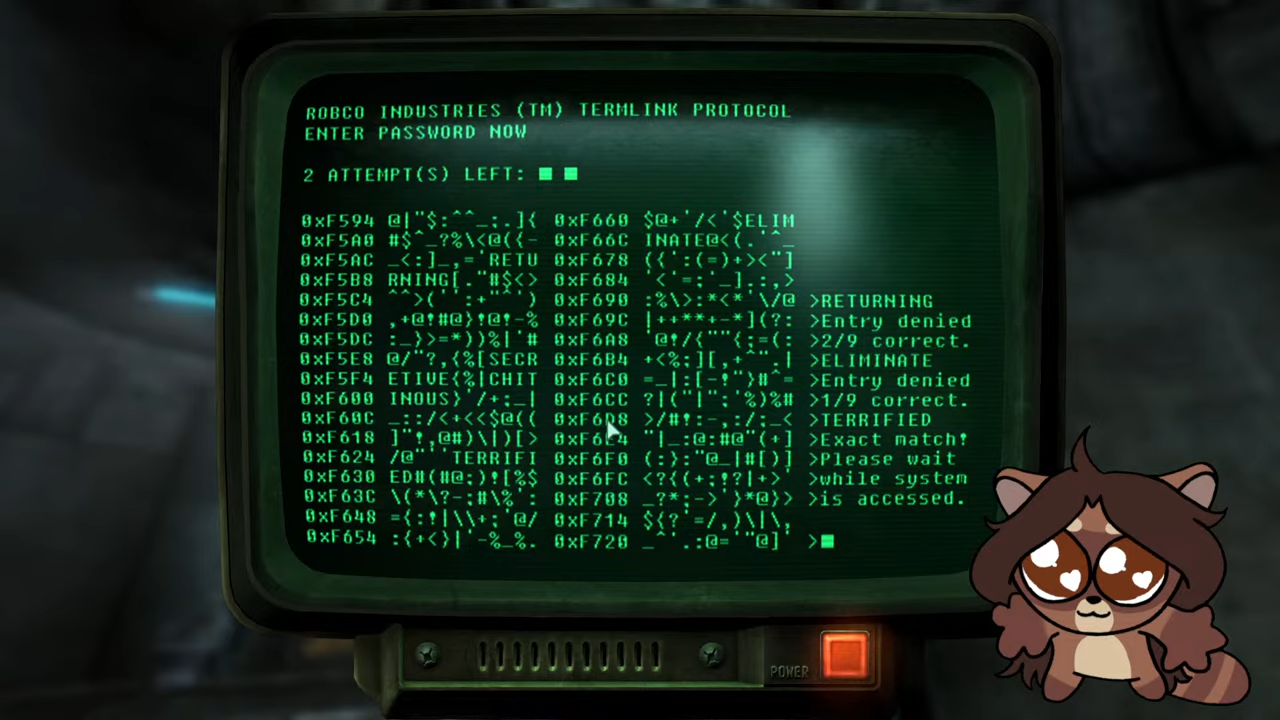 ROBCO INDUSTRIES (TM) TERMLINK PROTOCOL
ENTER PASSWORD NOW
2 ATTEMPT(S) LEFT: ■ ■
0xF594 @|"$:^^_;.]{ 0xF660 $@+'/<'$ELIM
0xF5A0 #$^_?%\<@({- 0xF66C INATE@<(.'^_
0xF5AC _<:]_,='RETU 0xF678 ({':(=)+><"]
0xF5B8 RNING[."#$<> 0xF684 '<'=;'_].:,>
0xF5C4 ^^>('':+"^') 0xF690 :%\>:*<*'\/@ >RETURNING
0xF5D0 ,+@!#@}!@!-% 0xF69C |++**+-*](?: >Entry denied
0xF5DC :_}>=*))%|'# 0xF6A8 '@!/{""{;=(: >2/9 correct.
0xF5E8 @/"?,{%[SECR 0xF6B4 +<%;][,+^".| >ELIMINATE
0xF5F4 ETIVE{%|CHIT 0xF6C0 =_|:[-!"}#^= >Entry denied
0xF600 INOUS}'/+;_| 0xF6CC ?|("|";'%)%# >1/9 correct.
0xF60C _::/<+<<$@(( 0xF6D8 >/#!:-,:/;_< >TERRIFIED
0xF618 ]"!,@#)\|)[> "|_:@:#@"(+] >Exact match!
0xF624 /@"''TERRIFI 0xF6F0 (:}:"@_|#[)] >Please wait
0xF630 ED#(#@;)![%$ 0xF6FC <?{(+;!?|+>' >while system
0xF63C \(*\?-;#\%': 0xF708 _?*:->'}*@}> >is accessed.
0xF648 ={:!|\\+;'@/ 0xF714 ${?'=/,)\|\,
0xF654 :{+<}|'-%_%. 0xF720 _^'.:@='"@]' >■
POWER